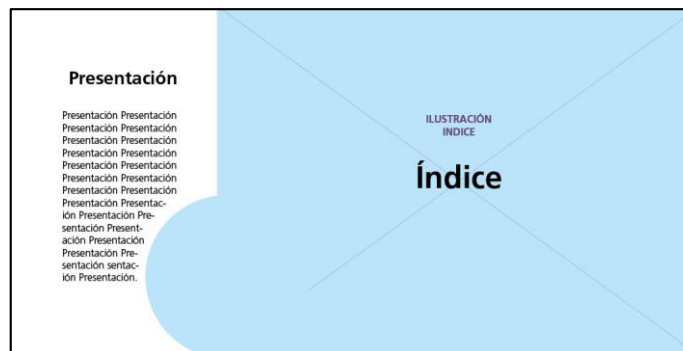 Presentación
Presentación Presentación
Presentación Presentación
Presentación Presentación
Presentación Presentación
Presentación Presentación
Presentación Presentación
Presentación Presentación
Presentación Presentac-
ión Presentación Pre-
sentación Present-
ación Presentación
Presentación Pre-
sentación sentac-
ión Presentación.
ILUSTRACIÓN
INDICE
Índice